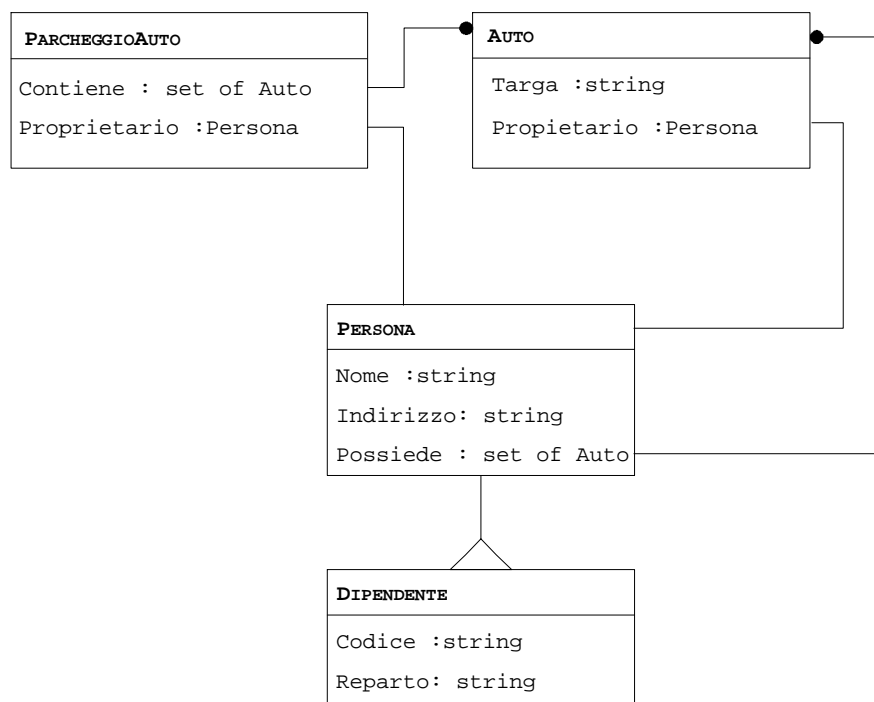 ParcheggioAuto
Contiene : set of Auto
Proprietario :Persona
Auto
Targa :string
Propietario :Persona
Persona
Nome :string
Indirizzo: string
Possiede : set of Auto
Dipendente
Codice :string
Reparto: string